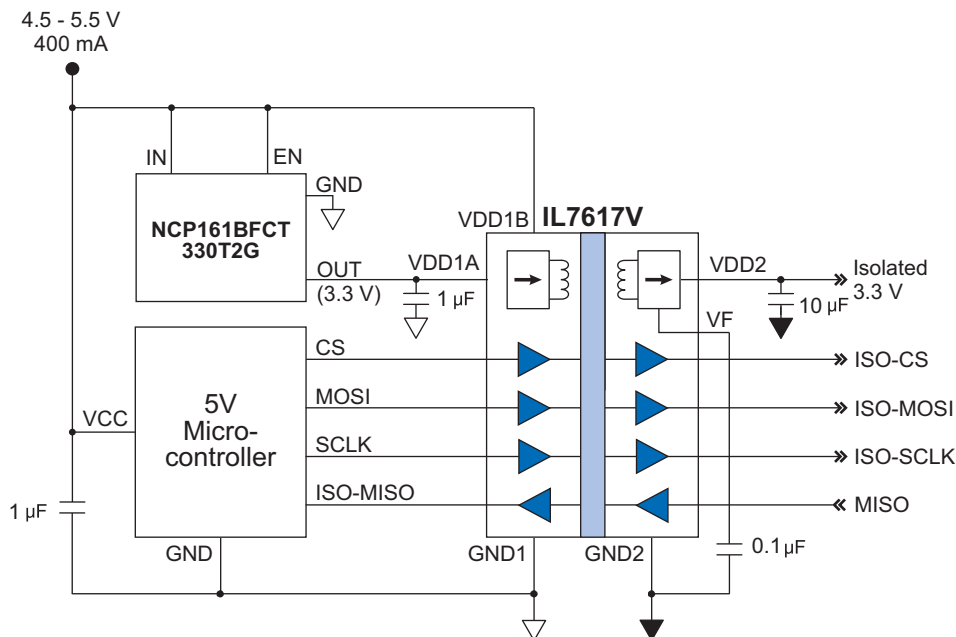 4.5 - 5.5 V
400 mA
IN
EN
GND
NCP161BFCT
330T2G
OUT
(3.3 V)
VDD1A
1 µF
VDD1B
IL7617V
VDD2
Isolated
3.3 V
10 µF
VF
CS
ISO-CS
MOSI
ISO-MOSI
SCLK
ISO-SCLK
ISO-MISO
MISO
VCC
5V
Micro-
controller
1 µF
GND
GND1
GND2
0.1µF